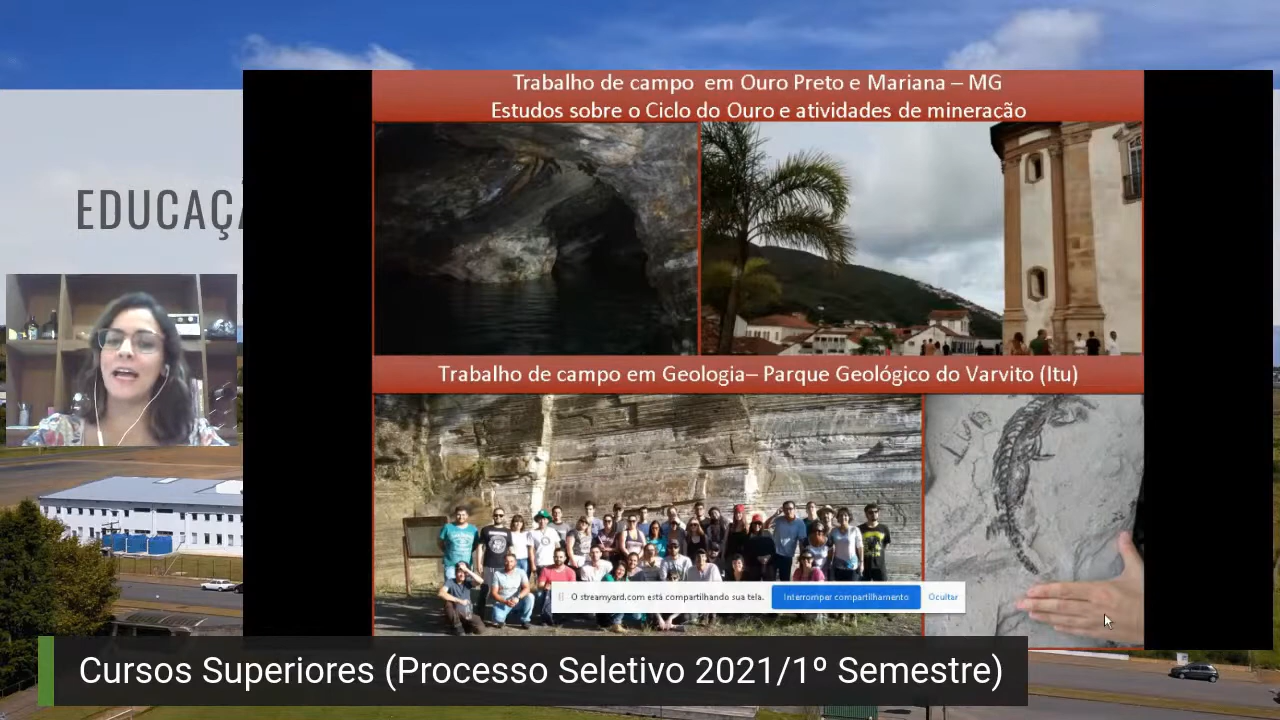 Trabalho de campo em Ouro Preto e Mariana – MG
Estudos sobre o Ciclo do Ouro e atividades de mineração
EDUCAÇÃ
Trabalho de campo em Geologia– Parque Geológico do Varvito (Itu)
O streamyard.com está compartilhando sua tela.
Interromper compartilhamento
Ocultar
Cursos Superiores (Processo Seletivo 2021/1º Semestre)